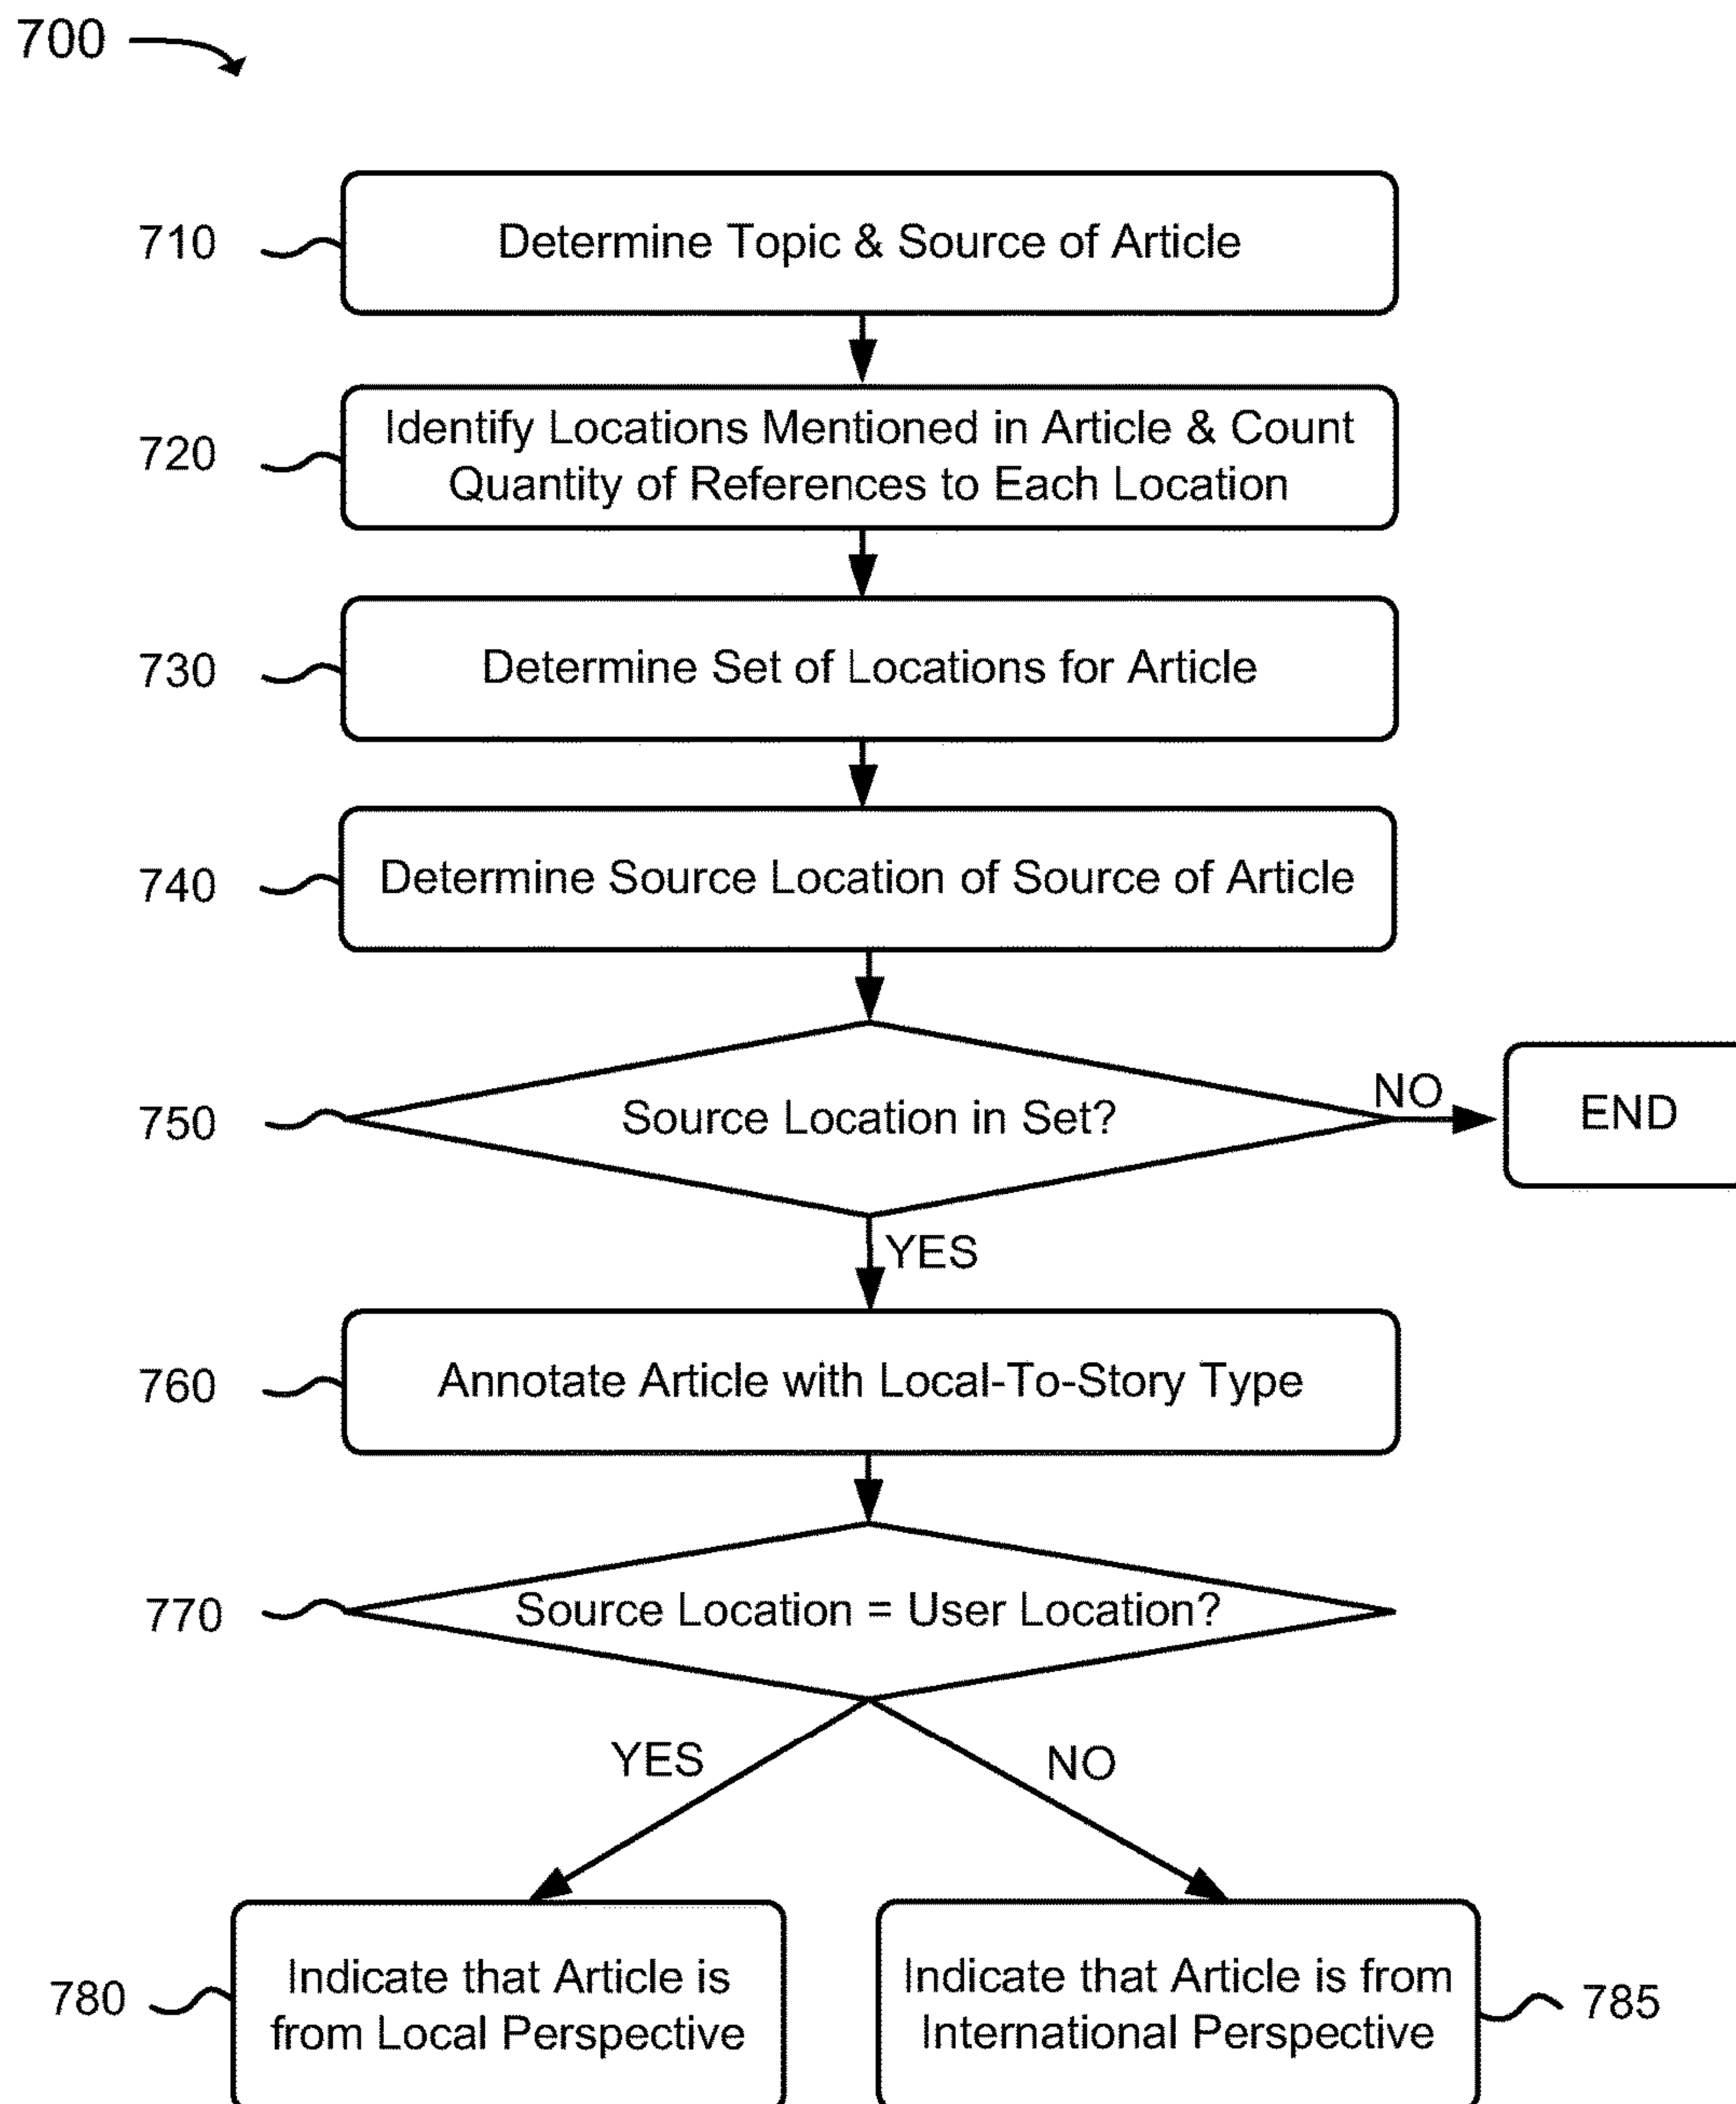 700
710
Determine Topic & Source of Article
720
Identify Locations Mentioned in Article & Count
Quantity of References to Each Location
730
Determine Set of Locations for Article
740
Determine Source Location of Source of Article
750
Source Location in Set?
NO
END
YES
760
Annotate Article with Local-To-Story Type
770
Source Location = User Location?
YES
NO
780
Indicate that Article is
from Local Perspective
Indicate that Article is from
International Perspective
785